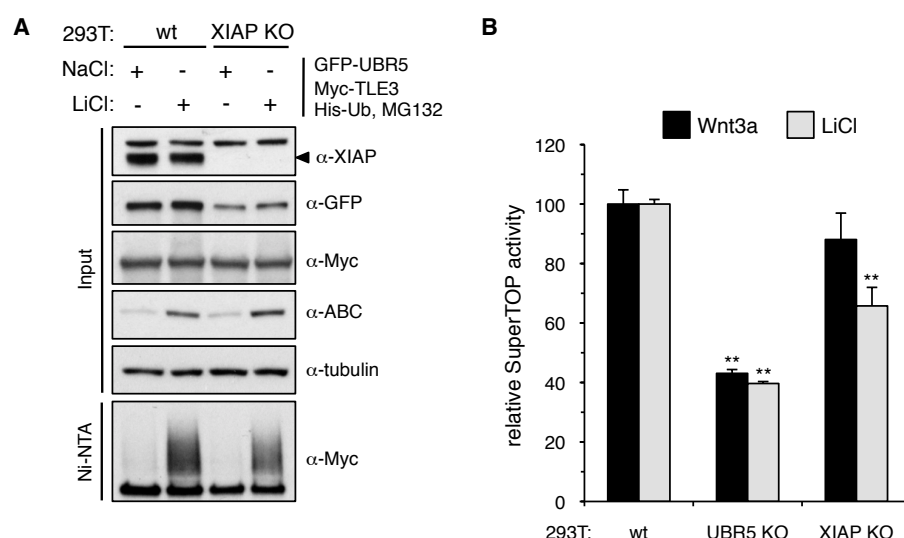 A
293T: wt XIAP KO
NaCl: + - + -
LiCl: - + - +
GFP-UBR5
Myc-TLE3
His-Ub, MG132
Input
α-XIAP
α-GFP
α-Myc
α-ABC
α-tubulin
Ni-NTA
α-Myc
B
Wnt3a LiCl
relative SuperTOP activity
120
100
80
60
40
20
0
** ** **
293T: wt UBR5 KO XIAP KO